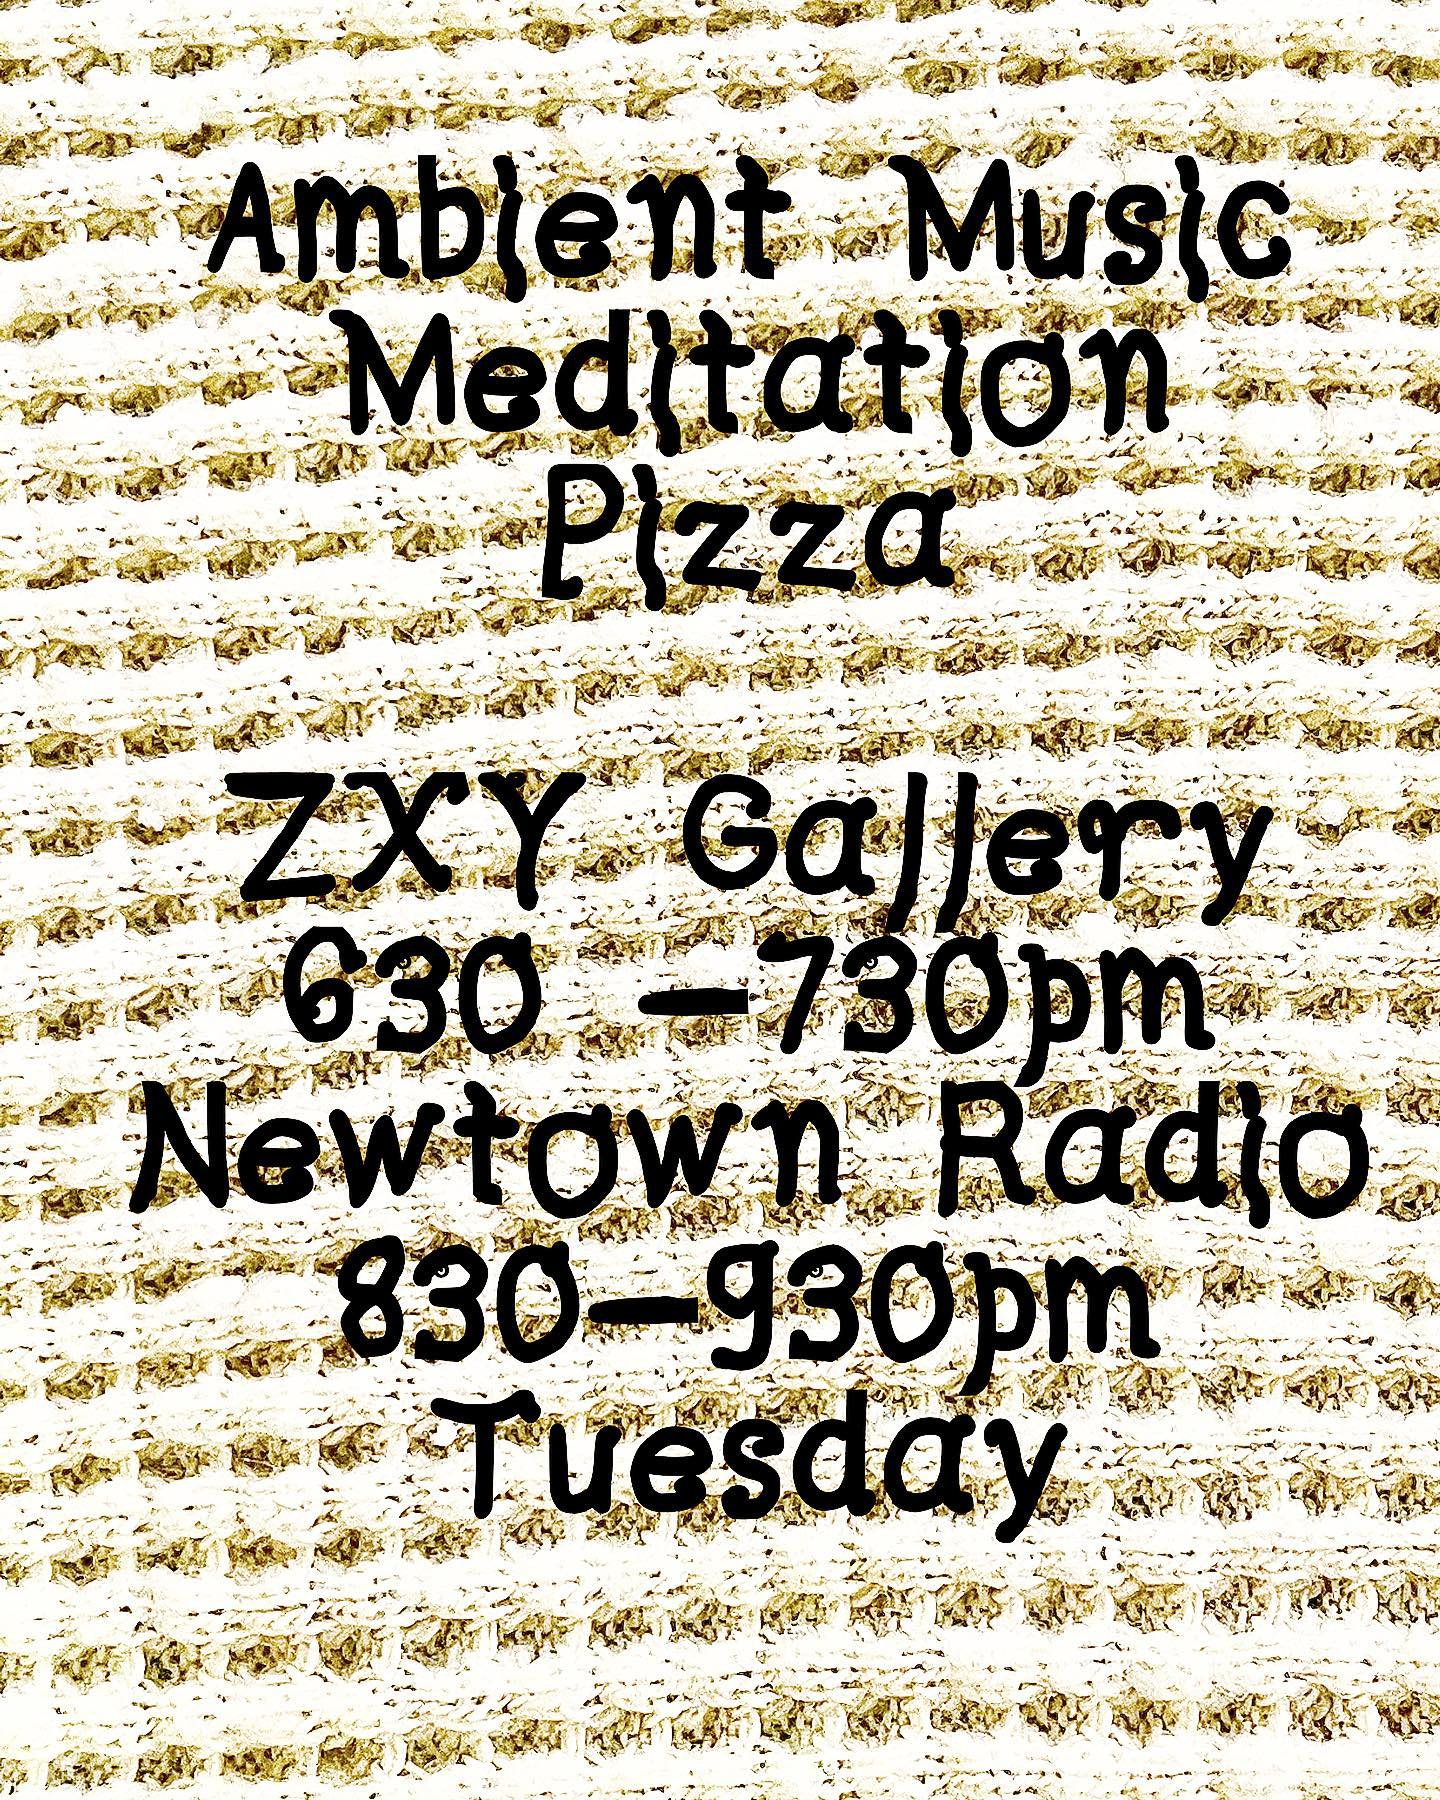 Ambient Music
Meditation
Pizza
ZXY Gallery
630 -730pm
Newtown Radio
830-930pm
Tuesday